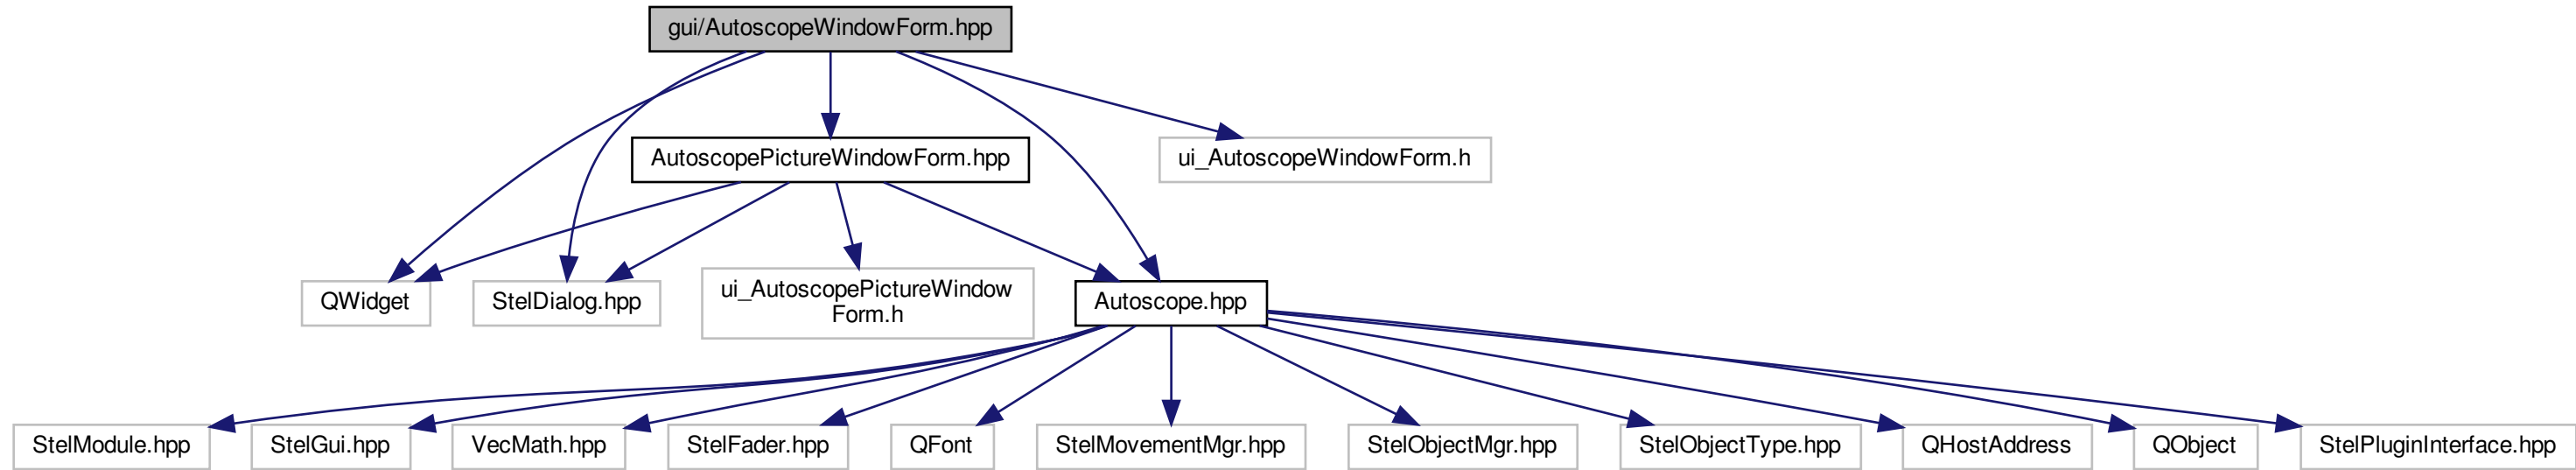 gui/AutoscopeWindowForm.hpp
AutoscopePictureWindowForm.hpp
ui_AutoscopeWindowForm.h
QWidget
StelDialog.hpp
ui_AutoscopePictureWindow
Form.h
Autoscope.hpp
StelModule.hpp
StelGui.hpp
VecMath.hpp
StelFader.hpp
QFont
StelMovementMgr.hpp
StelObjectMgr.hpp
StelObjectType.hpp
QHostAddress
QObject
StelPluginInterface.hpp